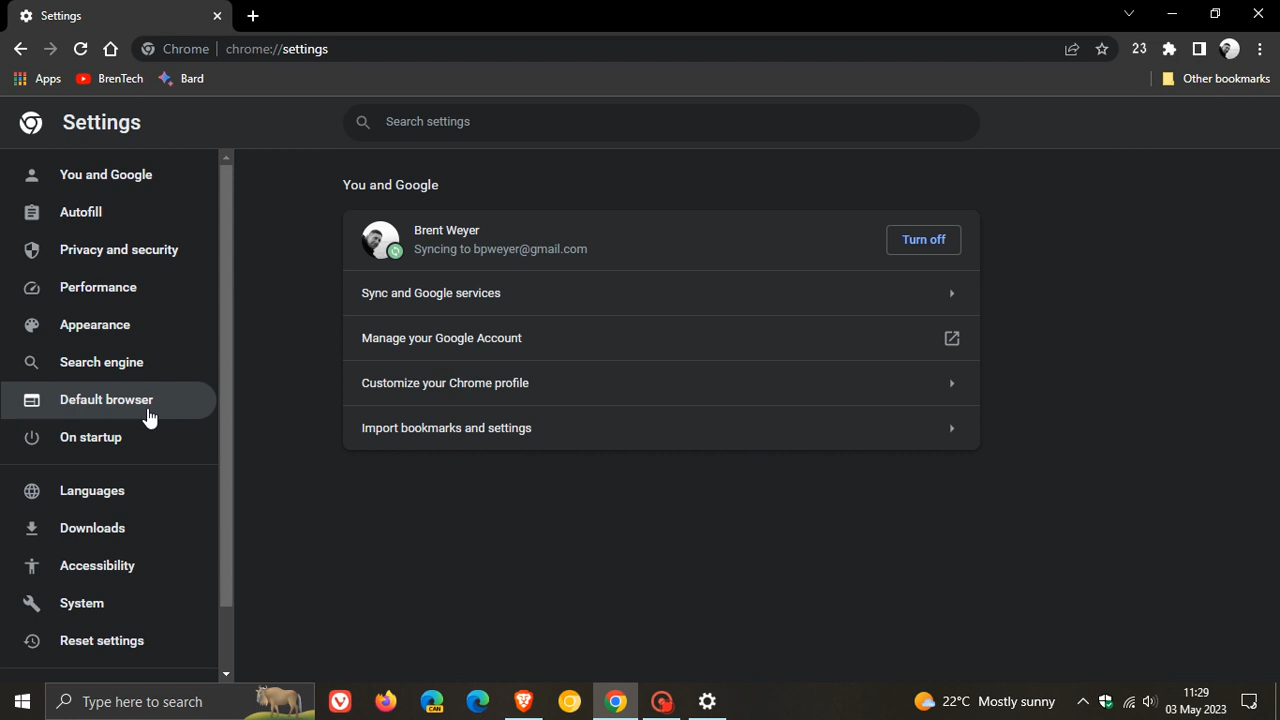 Settings
Chrome
chrome://settings
23
Apps
BrenTech
Bard
Other bookmarks
Settings
Search settings
You and Google
Autofill
Privacy and security
Performance
Appearance
Search engine
Default browser
On startup
Languages
Downloads
Accessibility
System
Reset settings
You and Google
Brent Weyer
Syncing to bpweyer@gmail.com
Turn off
Sync and Google services
Manage your Google Account
Customize your Chrome profile
Import bookmarks and settings
Type here to search
CAN
22°C Mostly sunny
11:29
03 May 2023